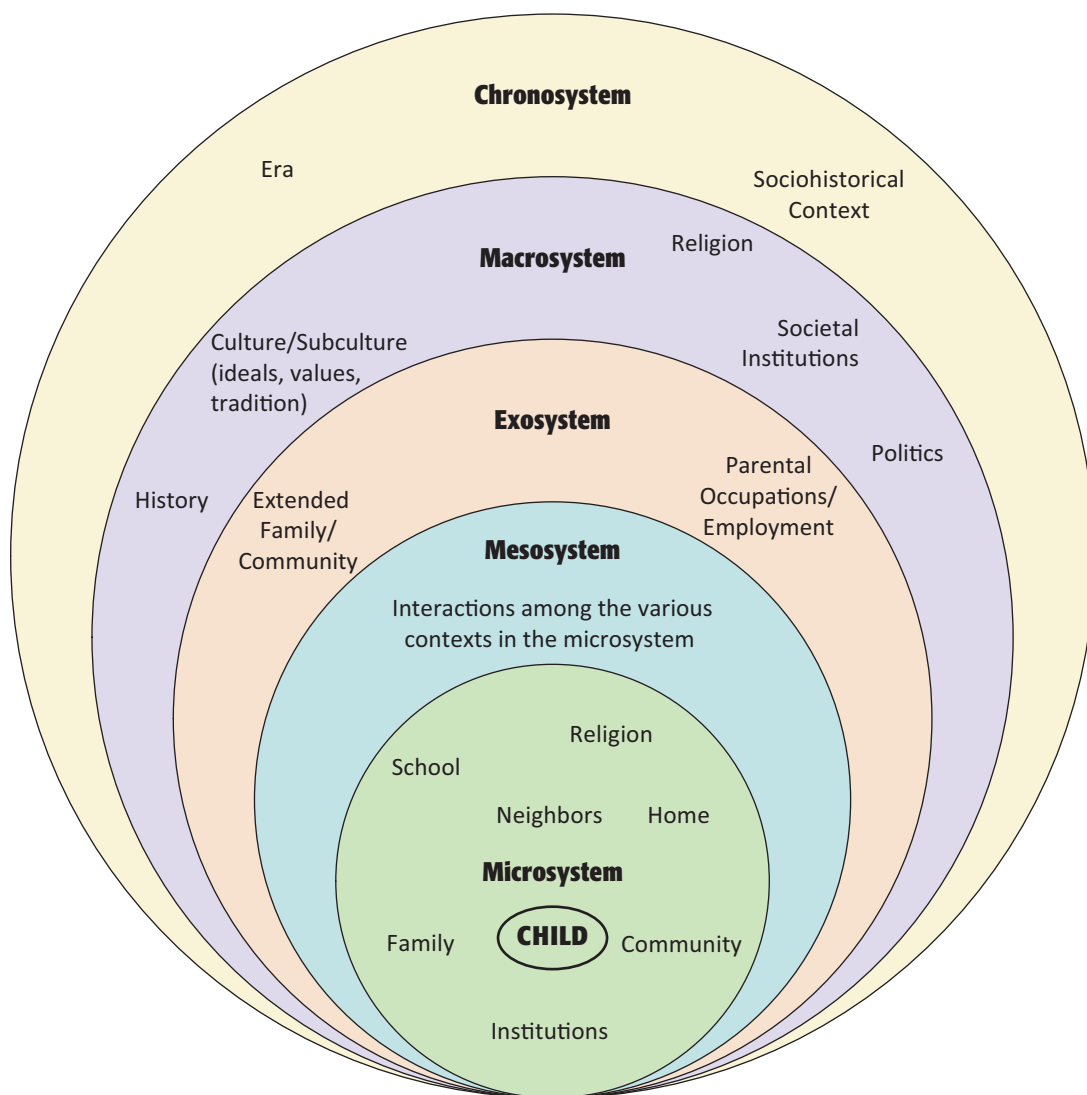 Chronosystem
Era
Sociohistorical
Context
Religion
Macrosystem
Societal
Institutions
Culture/Subculture
(ideals, values,
tradition)
Exosystem
Politics
Parental
Occupations/
Employment
History
Extended
Family/
Community
Mesosystem
Interactions among the various
contexts in the microsystem
Religion
School
Neighbors
Home
Microsystem
Family
CHILD
Community
Institutions